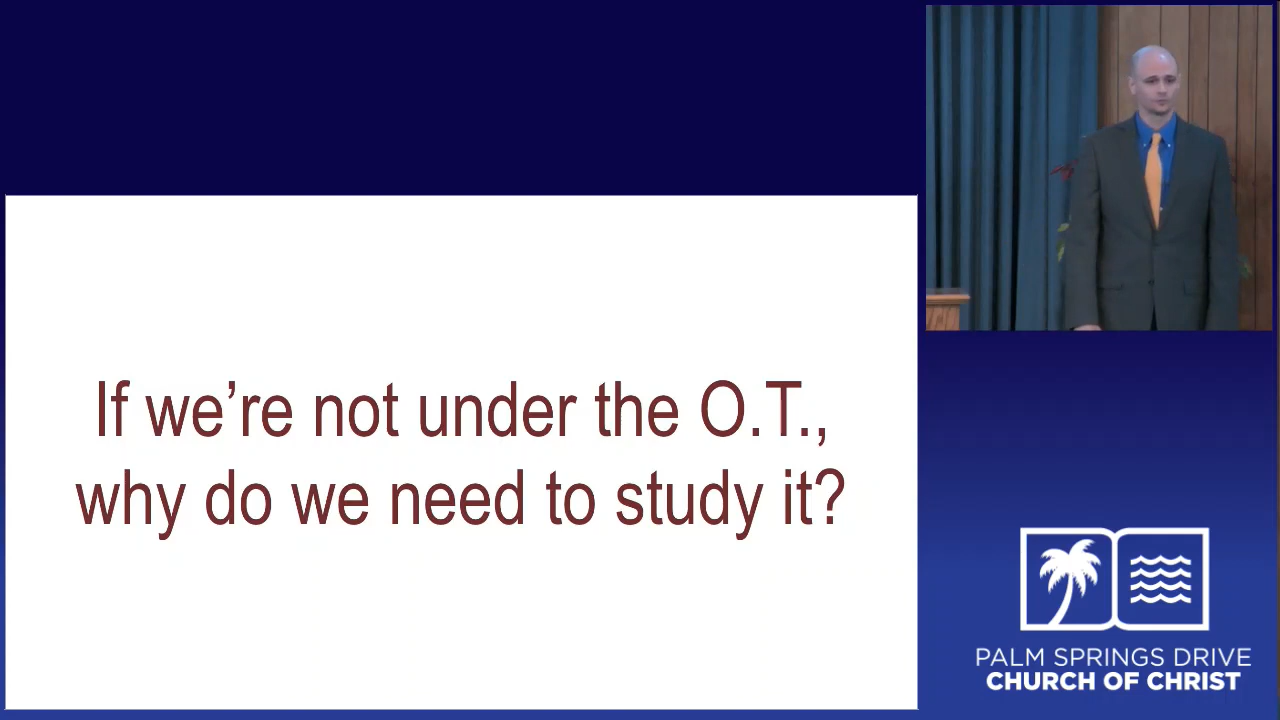 If we’re not under the O.T.,
why do we need to study it?
PALM SPRINGS DRIVE
CHURCH OF CHRIST